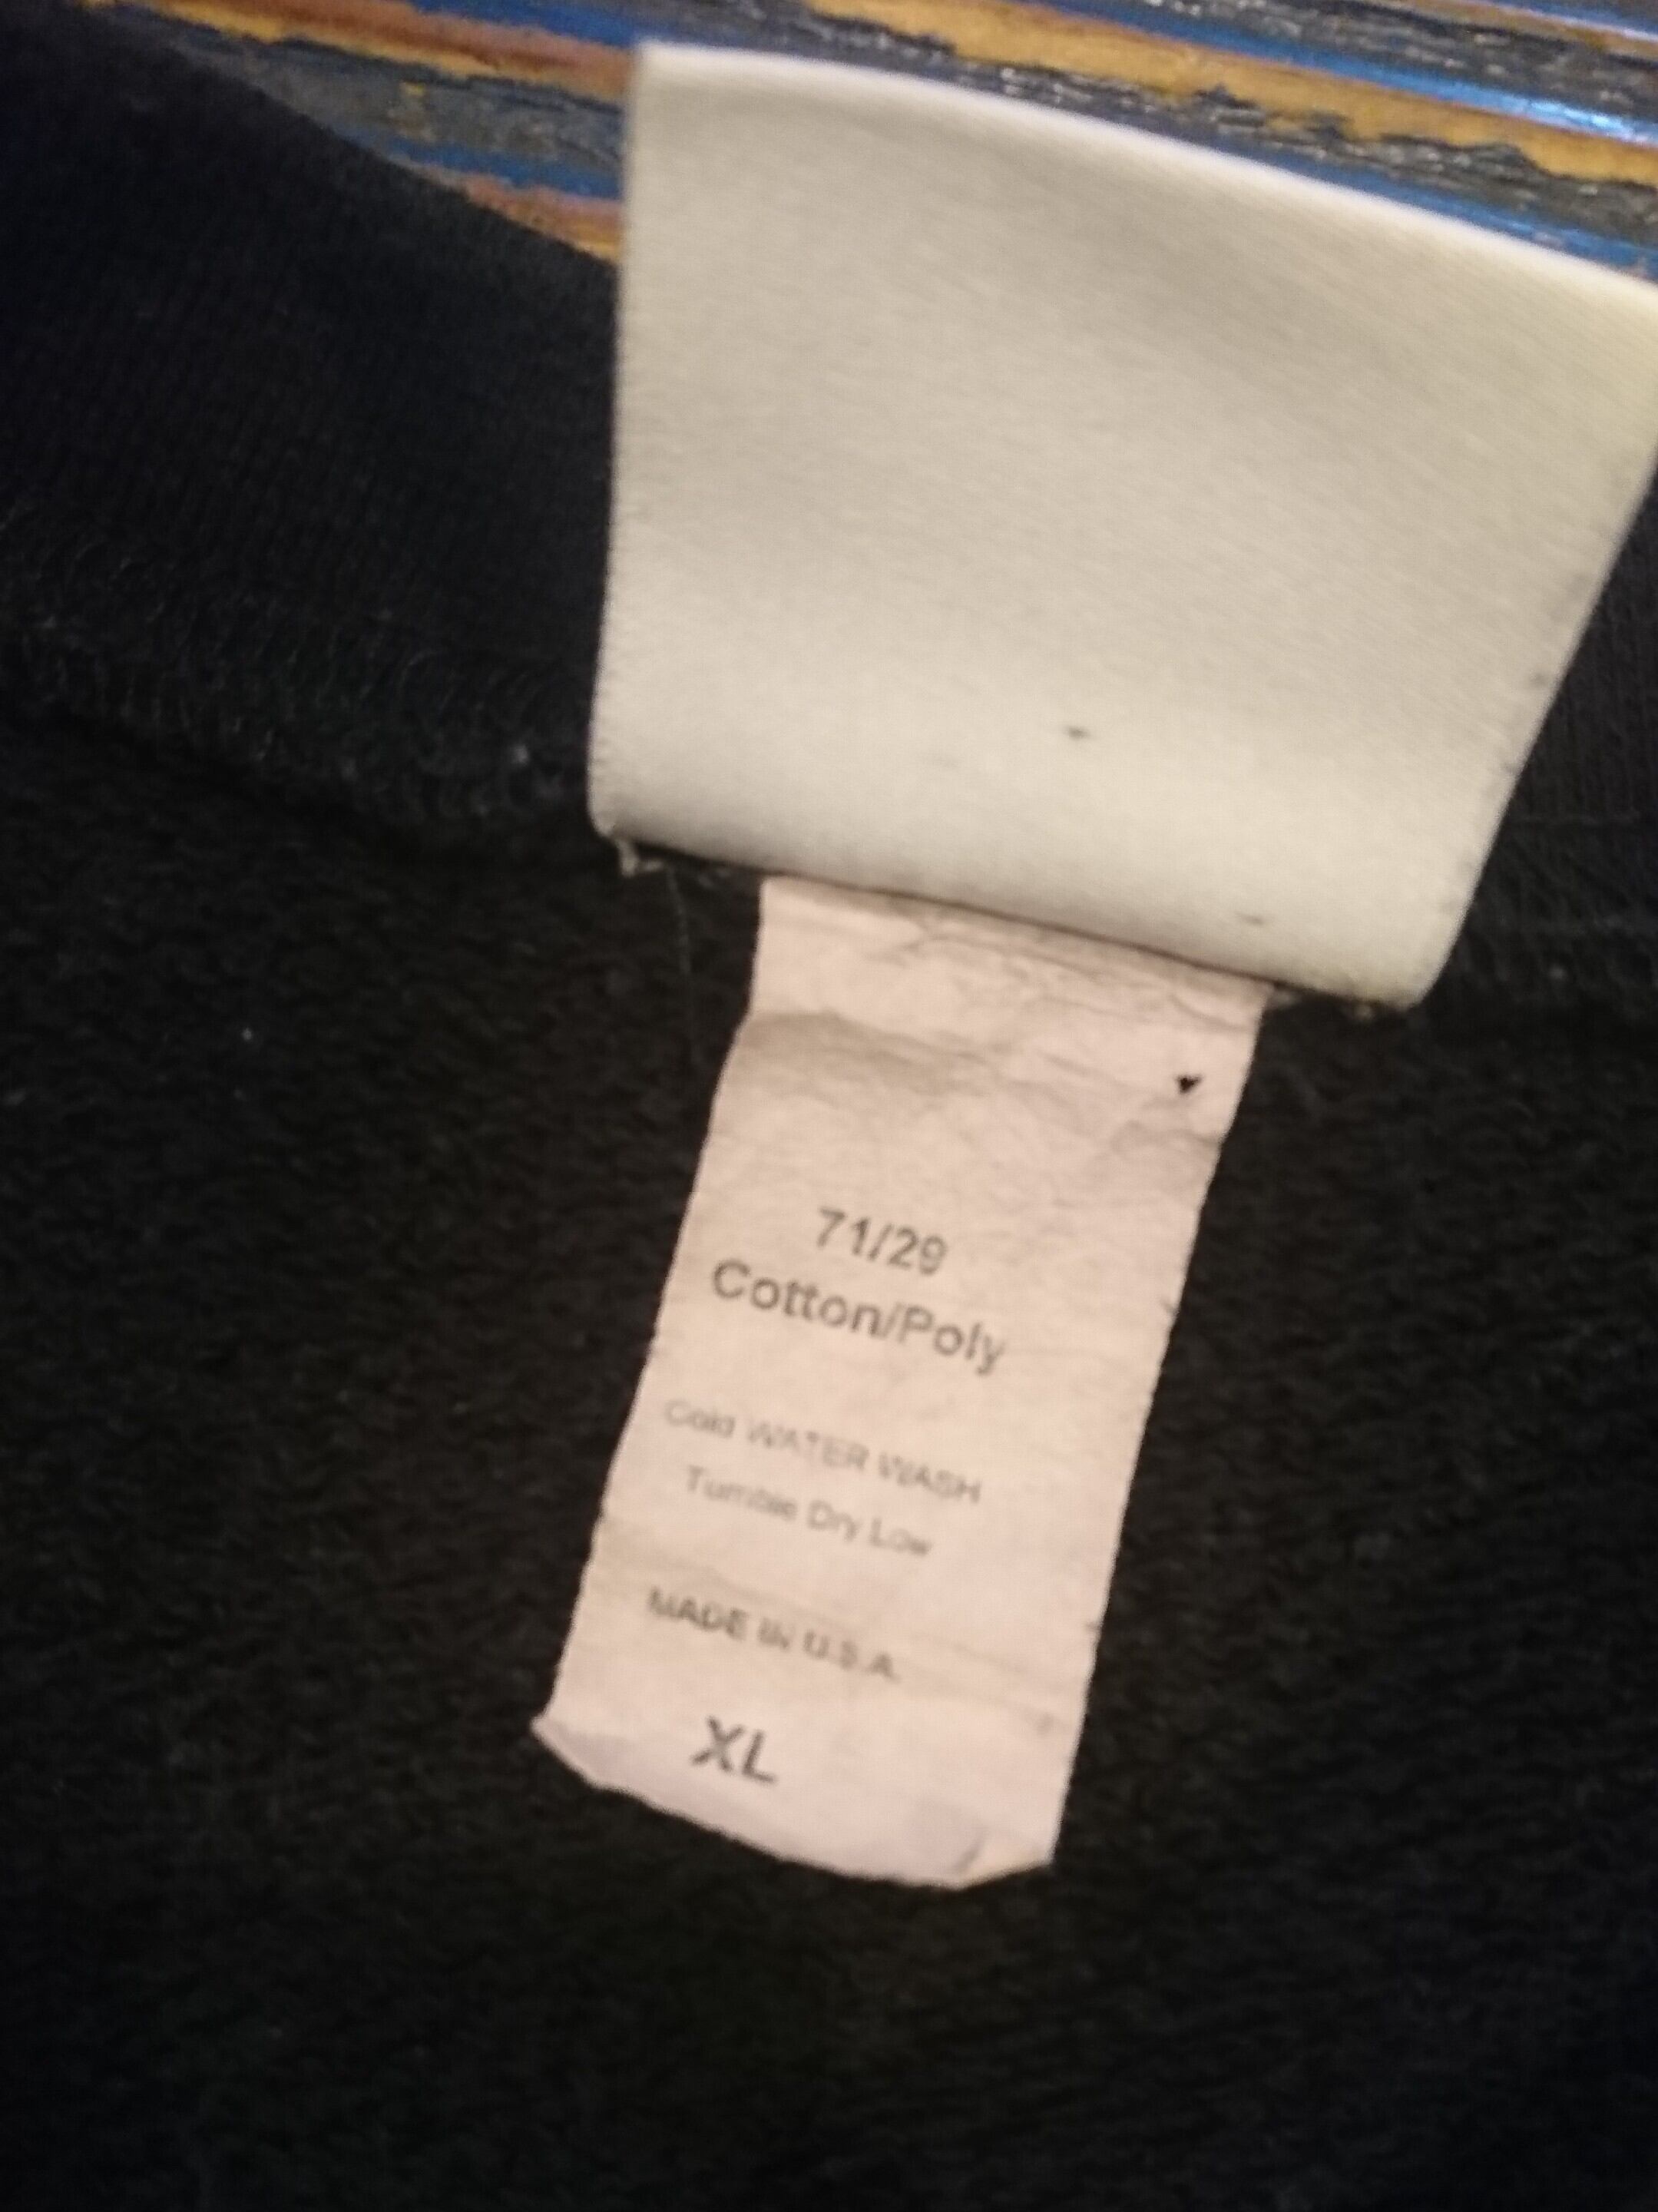 71/29
Cotton/Poly
Cold WATER WASH
Tumble Dry Low
MADE IN U.S.A.
XL